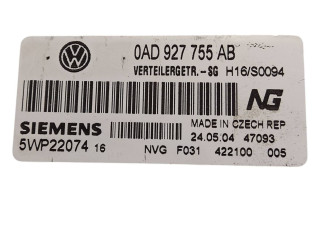 0AD 927 755 AB
VERTEILERGETR.-SG H16/S0094
NG
SIEMENS
MADE IN CZECH REP
5WP22074 16
24.05.04 47093
NVG F031 422100 005